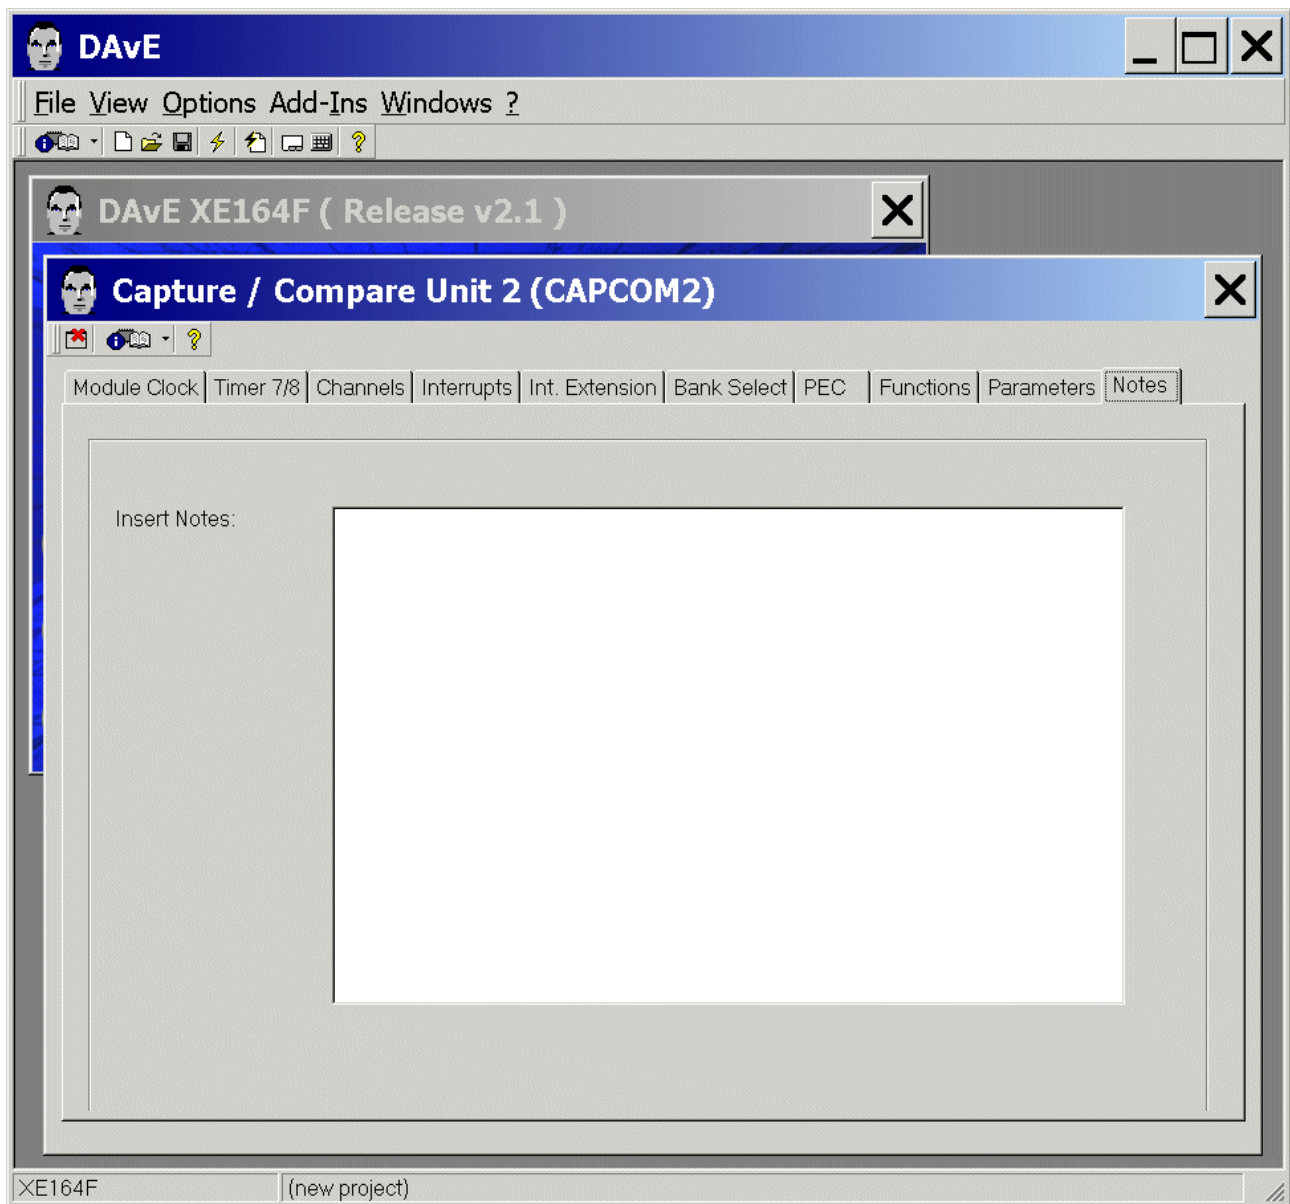 DAvE
File View Options Add-Ins Windows ?
DAvE XE164F ( Release v2.1 )
Capture / Compare Unit 2 (CAPCOM2)
Module Clock Timer 7/8 Channels Interrupts Int. Extension Bank Select PEC Functions Parameters Notes
Insert Notes:
XE164F (new project)